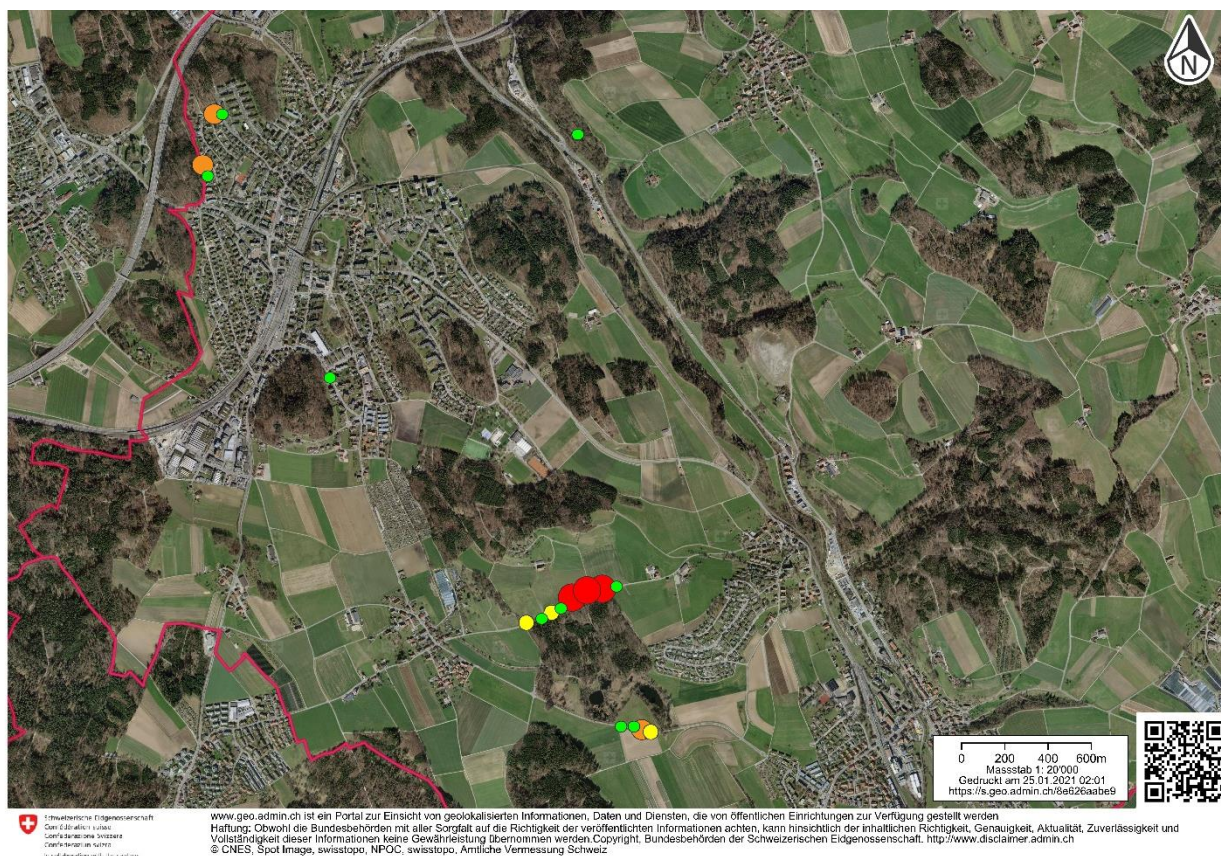 N
0 200 400 600m
Massstab 1: 20'000
Gedruckt am 25.01.2021 02:01
https://s.geo.admin.ch/8e626aabe9
Schweizerische Eidgenossenschaft
Confédération suisse
Confederazione Svizzera
Confederaziun svizra
www.geo.admin.ch ist ein Portal zur Einsicht von geolokalisierten Informationen, Daten und Diensten, die von öffentlichen Einrichtungen zur Verfügung gestellt werden
Haftung: Obwohl die Bundesbehörden mit aller Sorgfalt auf die Richtigkeit der veröffentlichten Informationen achten, kann hinsichtlich der inhaltlichen Richtigkeit, Genauigkeit, Aktualität, Zuverlässigkeit und
Vollständigkeit dieser Informationen keine Gewährleistung übernommen werden.Copyright, Bundesbehörden der Schweizerischen Eidgenossenschaft. http://www.disclaimer.admin.ch
© CNES, Spot Image, swisstopo, NPOC, swisstopo, Amtliche Vermessung Schweiz